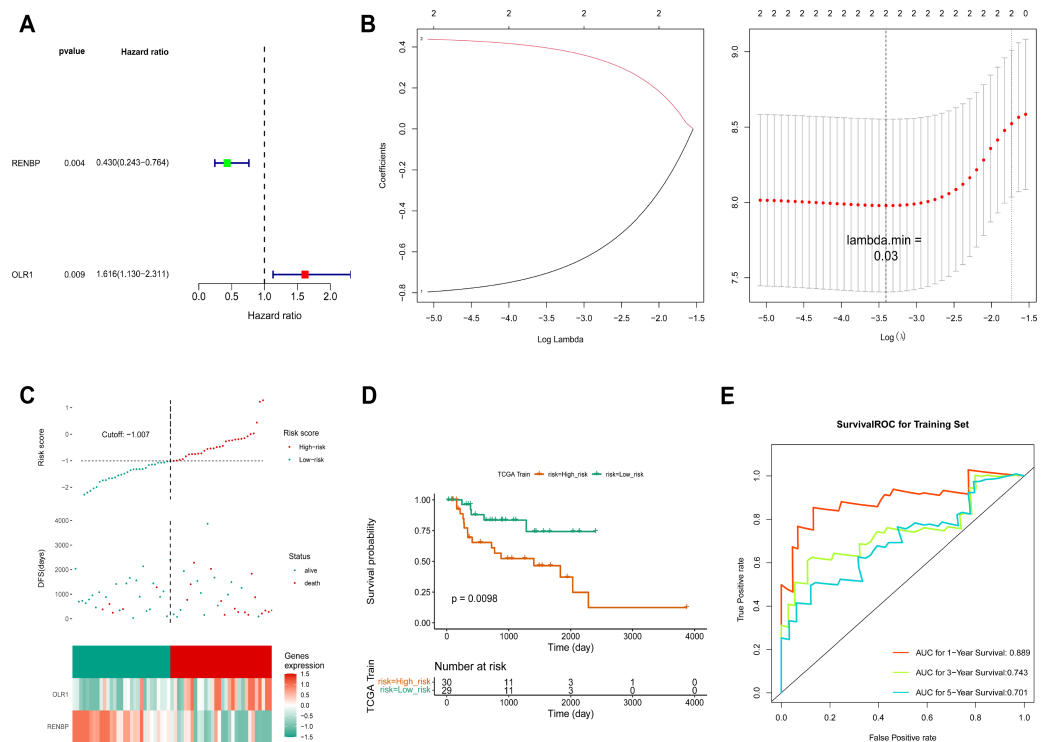 A
pvalue Hazard ratio
RENBP 0.004 0.430(0.243−0.764)
OLR1 0.009 1.616(1.130−2.311)
0.0 0.5 1.0 1.5 2.0
Hazard ratio
B
2 2 2 2
0.4
0.2
0.0
−0.2
−0.4
−0.6
−0.8
Coefficients
2
1
−5.0 −4.5 −4.0 −3.5 −3.0 −2.5 −2.0 −1.5
Log Lambda
2 2 2 2 2 2 2 2 2 2 2 2 2 0
9.0
8.5
8.0
7.5
lambda.min =
0.03
−5.0 −4.5 −4.0 −3.5 −3.0 −2.5 −2.0 −1.5
Log(λ)
C
1
0
−1
−2
Risk score
Cutoff: −1.007
Risk score
High−risk
Low−risk
4000
3000
2000
1000
0
DFS(days)
Status
alive
death
Genes
expression
1.5
1.0
0.5
0.0
−0.5
−1.0
−1.5
OLR1
RENBP
D
TCGA Train risk=High_risk risk=Low_risk
1.00
0.75
0.50
0.25
0.00
Survival probability
p = 0.0098
0 1000 2000 3000 4000
Time (day)
Number at risk
TCGA Train
risk=High_risk 30 11 3 1 0
risk=Low_risk 29 11 3 0 0
0 1000 2000 3000 4000
Time (day)
E
SurvivalROC for Training Set
1.0
0.8
0.6
0.4
0.2
0.0
True Positive rate
AUC for 1−Year Survival: 0.889
AUC for 3−Year Survival:0.743
AUC for 5−Year Survival:0.701
0.0 0.2 0.4 0.6 0.8 1.0
False Positive rate